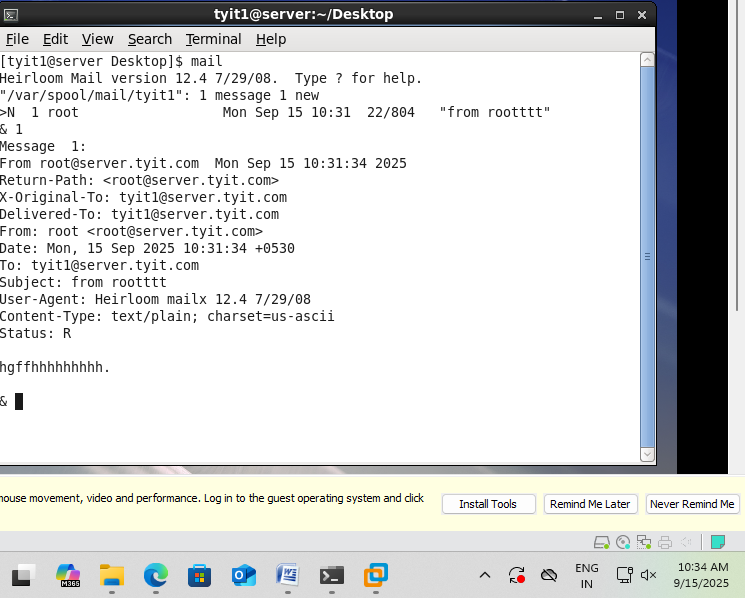 tyit1@server:~/Desktop
File Edit View Search Terminal Help
[tyit1@server Desktop]$ mail
Heirloom Mail version 12.4 7/29/08.  Type ? for help.
"/var/spool/mail/tyit1": 1 message 1 new
>N  1 root                  Mon Sep 15 10:31  22/804   "from roottt"
& 1
Message  1:
From root@server.tyit.com  Mon Sep 15 10:31:34 2025
Return-Path: <root@server.tyit.com>
X-Original-To: tyit1@server.tyit.com
Delivered-To: tyit1@server.tyit.com
From: root <root@server.tyit.com>
Date: Mon, 15 Sep 2025 10:31:34 +0530
To: tyit1@server.tyit.com
Subject: from roottt
User-Agent: Heirloom mailx 12.4 7/29/08
Content-Type: text/plain; charset=us-ascii
Status: R
hgffhhhhhhhhh.
&
mouse movement, video and performance. Log in to the guest operating system and click
Install Tools
Remind Me Later
Never Remind Me
M365
ENG
IN
10:34 AM
9/15/2025